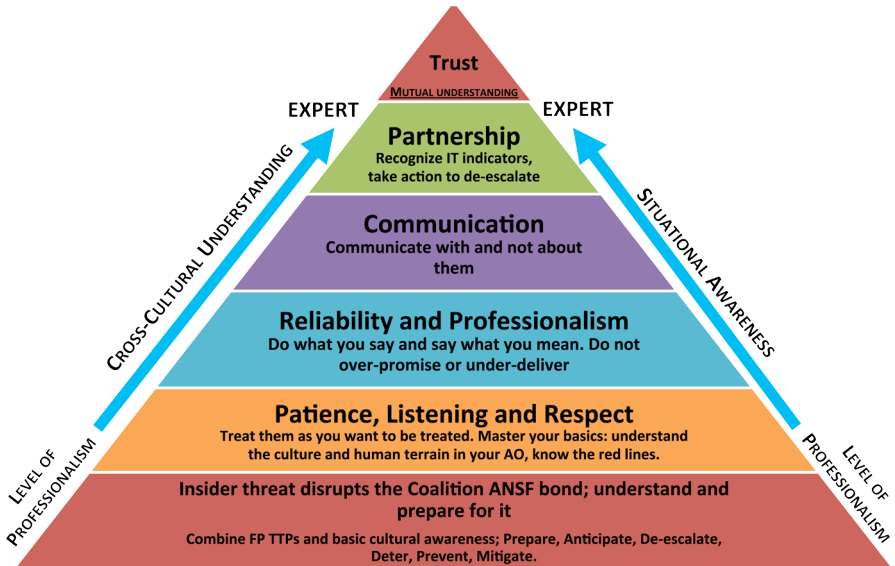 Trust
MUTUAL UNDERSTANDING
EXPERT
EXPERT
Partnership
Recognize IT indicators,
take action to de-escalate
CROSS-CULTURAL UNDERSTANDING
SITUATIONAL AWARENESS
Communication
Communicate with and not about
them
Reliability and Professionalism
Do what you say and say what you mean. Do not
over-promise or under-deliver
Patience, Listening and Respect
Treat them as you want to be treated. Master your basics: understand
the culture and human terrain in your AO, know the red lines.
LEVEL OF
PROFESSIONALISM
LEVEL OF
PROFESSIONALISM
Insider threat disrupts the Coalition ANSF bond; understand and
prepare for it
Combine FP TTPs and basic cultural awareness; Prepare, Anticipate, De-escalate,
Deter, Prevent, Mitigate.